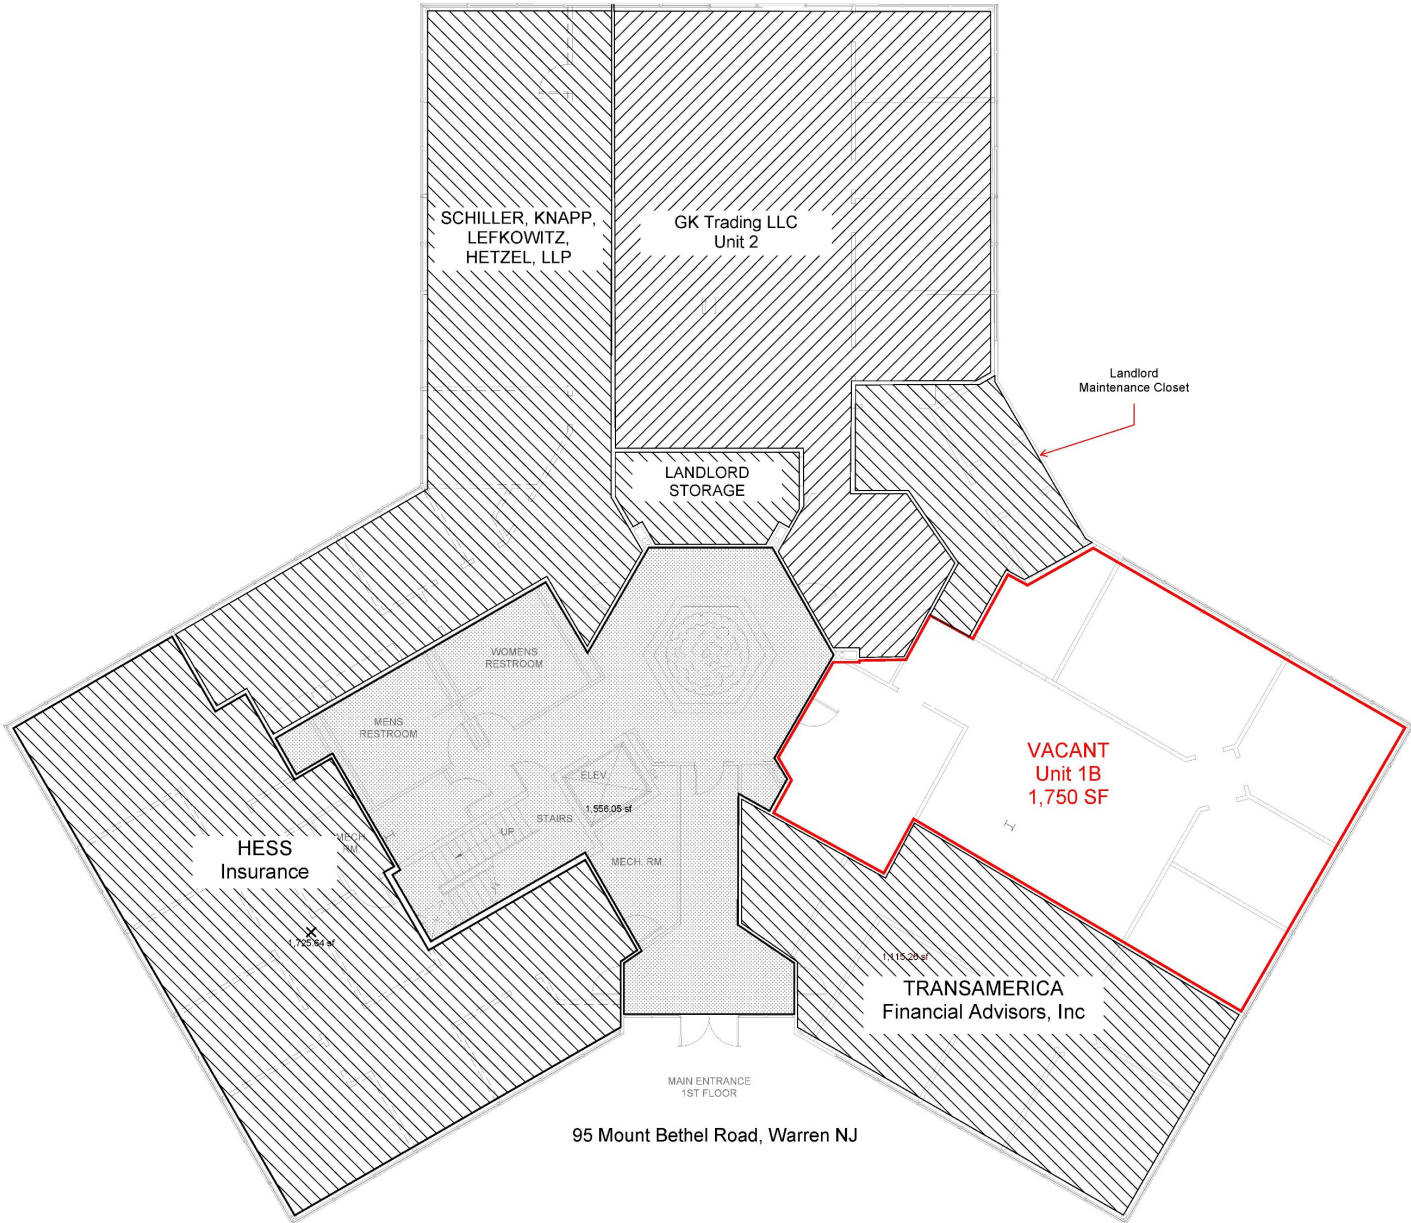 SCHILLER, KNAPP,
LEFKOWITZ,
HETZEL, LLP
GK Trading LLC
Unit 2
Landlord
Maintenance Closet
LANDLORD
STORAGE
WOMENS
RESTROOM
MENS
RESTROOM
ELEV
1,556.05 sf
STAIRS
UP
MECH. RM.
MECH.
RM.
VACANT
Unit 1B
1,750 SF
HESS
Insurance
1,725.64 sf
1,115.26 sf
TRANSAMERICA
Financial Advisors, Inc
MAIN ENTRANCE
1ST FLOOR
95 Mount Bethel Road, Warren NJ